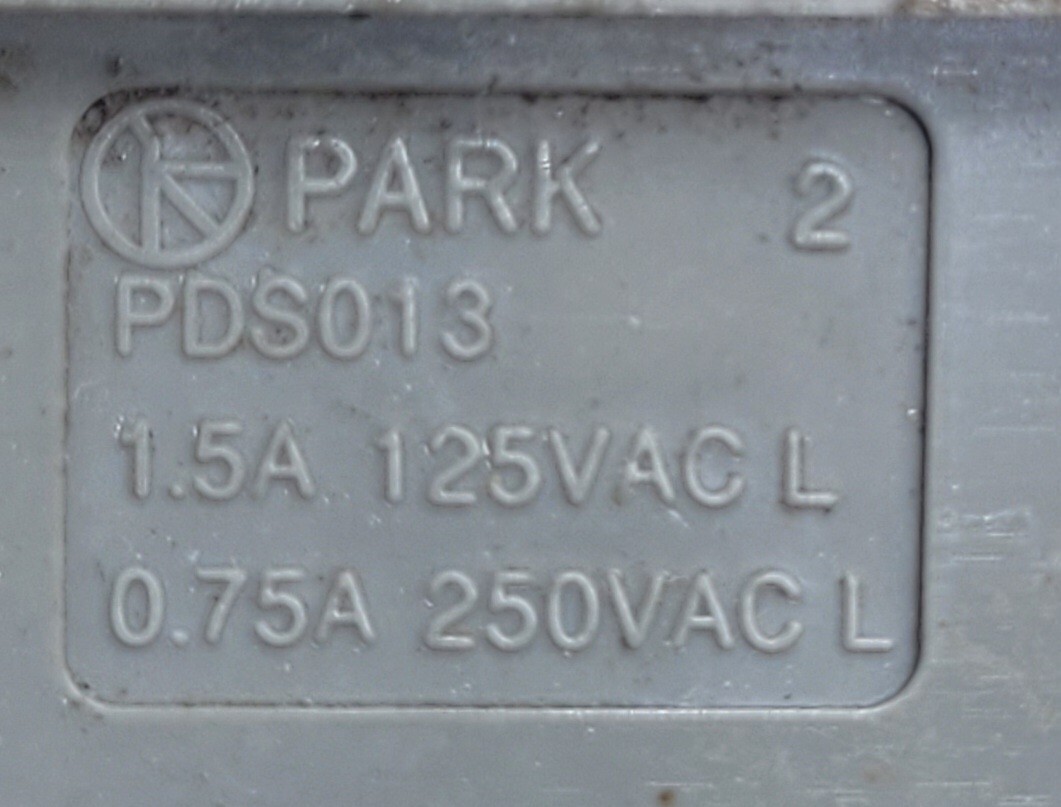 PARK 2
PDS013
1.5A 125VAC L
0.75A 250VAC L